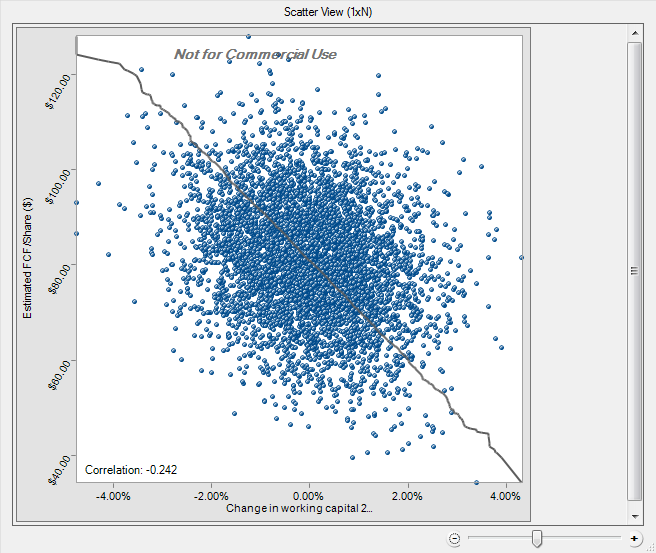 Scatter View (1xN)
Not for Commercial Use
Estimated FCF/Share ($)
$120.00
$100.00
$80.00
$60.00
$40.00
Correlation: -0.242
-4.00%
-2.00%
0.00%
2.00%
4.00%
Change in working capital 2...